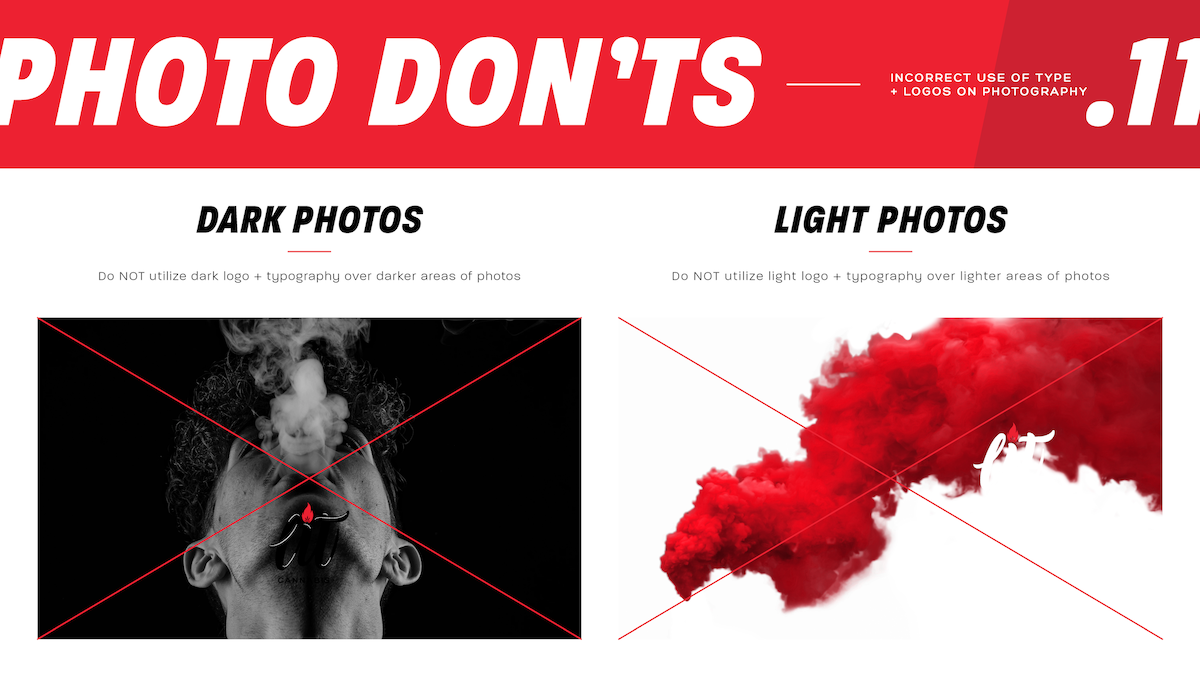 PHOTO DON'TS
INCORRECT USE OF TYPE
+ LOGOS ON PHOTOGRAPHY
.11
DARK PHOTOS
Do NOT utilize dark logo + typography over darker areas of photos
LIGHT PHOTOS
Do NOT utilize light logo + typography over lighter areas of photos